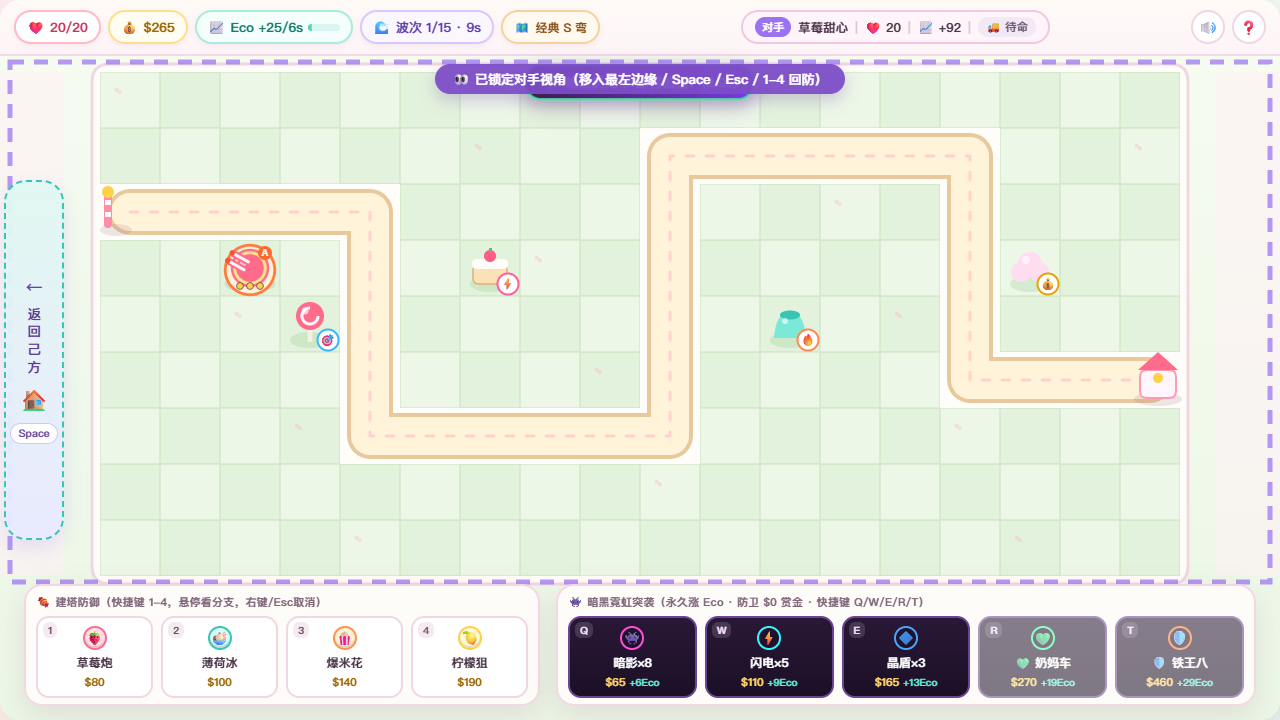 20/20
$265
Eco +25/6s
波次 1/15 · 9s
经典 S 弯
对手 草莓甜心 | 20 | +92 | 待命
已锁定对手视角（移入最左边缘 / Space / Esc / 1–4 回防）
A
←
返
回
己
方
Space
建塔防御（快捷键 1–4，悬停看分支，右键/Esc取消）
1
草莓炮
$80
2
薄荷冰
$100
3
爆米花
$140
4
柠檬狙
$190
暗黑霓虹突袭（永久涨 Eco · 防卫 $0 赏金 · 快捷键 Q/W/E/R/T）
Q
暗影x8
$65 +6Eco
W
闪电x5
$110 +9Eco
E
晶盾x3
$165 +13Eco
R
奶妈车
$270 +19Eco
T
铁王八
$460 +29Eco